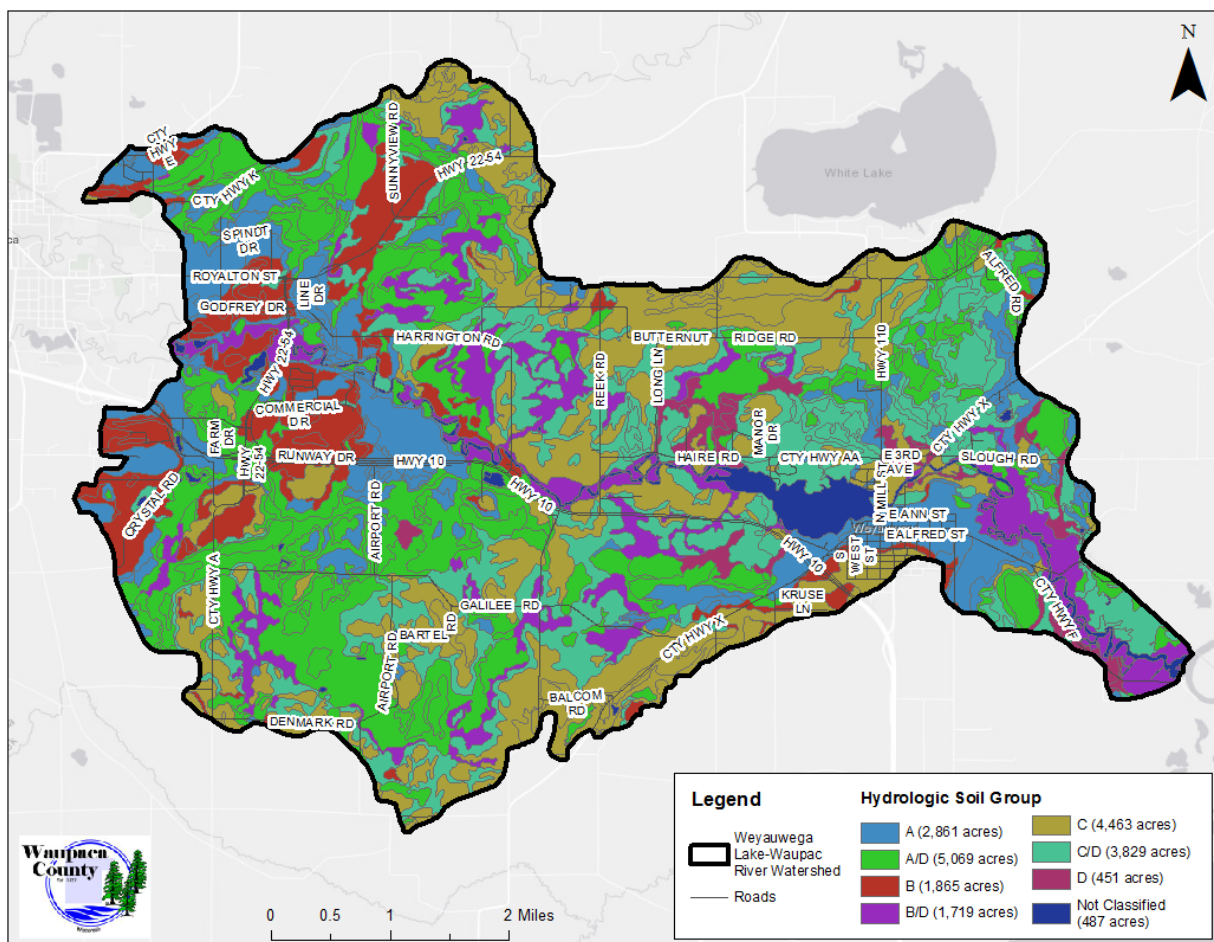 N
White Lake
CTY
HWY
E
SUNNYVIEW RD
HWY 22-54
CTY HWY K
SPINDT
DR
ROYALTON ST
LINE
DR
GODFREY DR
ALFRED RD
HWY 22-54
HARRINGTON RD
BUTTERNUT
RIDGE RD
HWY 110
REEK RD
LONG LN
COMMERCIAL
DR
FARM
DR
HWY
22-54
RUNWAY DR
HWY 10
MANOR
DR
CTY HWY X
HAIRE RD
CTY HWY AA
E 3RD
AVE
SLOUGH RD
CRYSTAL RD
AIRPORT RD
HWY 10
N MILL ST
E ANN ST
E ALFRED ST
HWY 10
S
WEST
ST
KRUSE
LN
CTY HWY F
CTY HWY A
GALILEE RD
BARTEL
RD
AIRPORT RD
CTY HWY X
BALCOM
RD
DENMARK RD
Legend
Weyauwega
Lake-Waupac
River Watershed
Roads
Hydrologic Soil Group
A (2,861 acres)
A/D (5,069 acres)
B (1,865 acres)
B/D (1,719 acres)
C (4,463 acres)
C/D (3,829 acres)
D (451 acres)
Not Classified
(487 acres)
Waupaca
County
Wisconsin
0 0.5 1 2 Miles